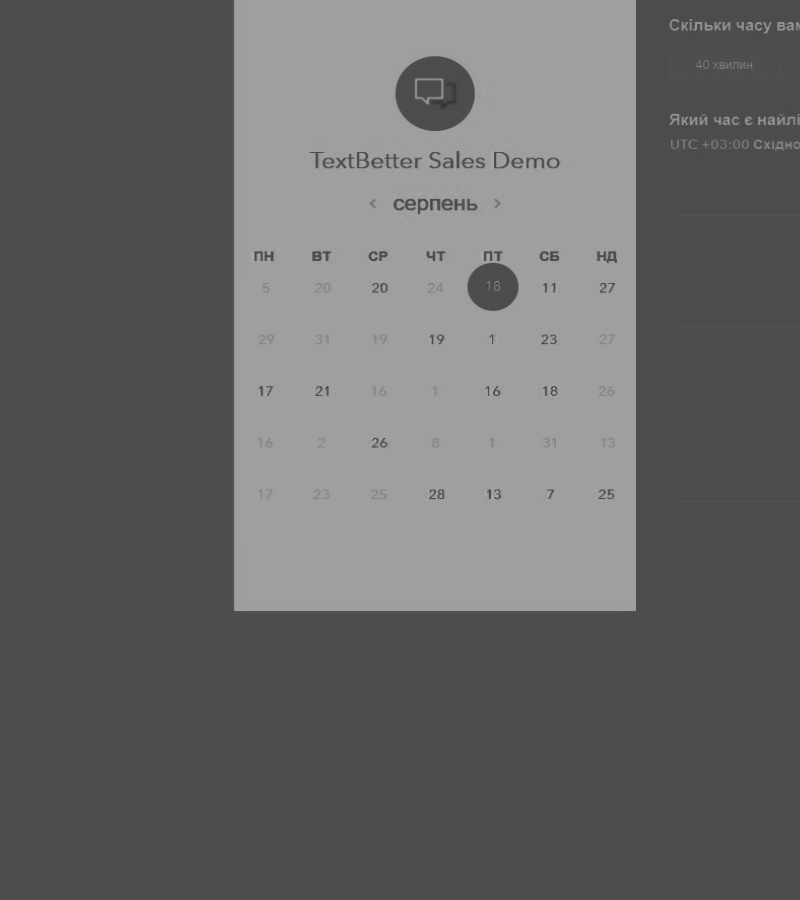 TextBetter Sales Demo
серпень
ПН ВТ СР ЧТ ПТ СБ НД
5 20 20 24 18 11 27
29 31 19 19 1 23 27
17 21 16 1 16 18 26
16 2 26 8 1 31 13
17 23 25 28 13 7 25
Скільки часу ва
40 хвилин
Який час є найлі
UTC +03:00 Східно